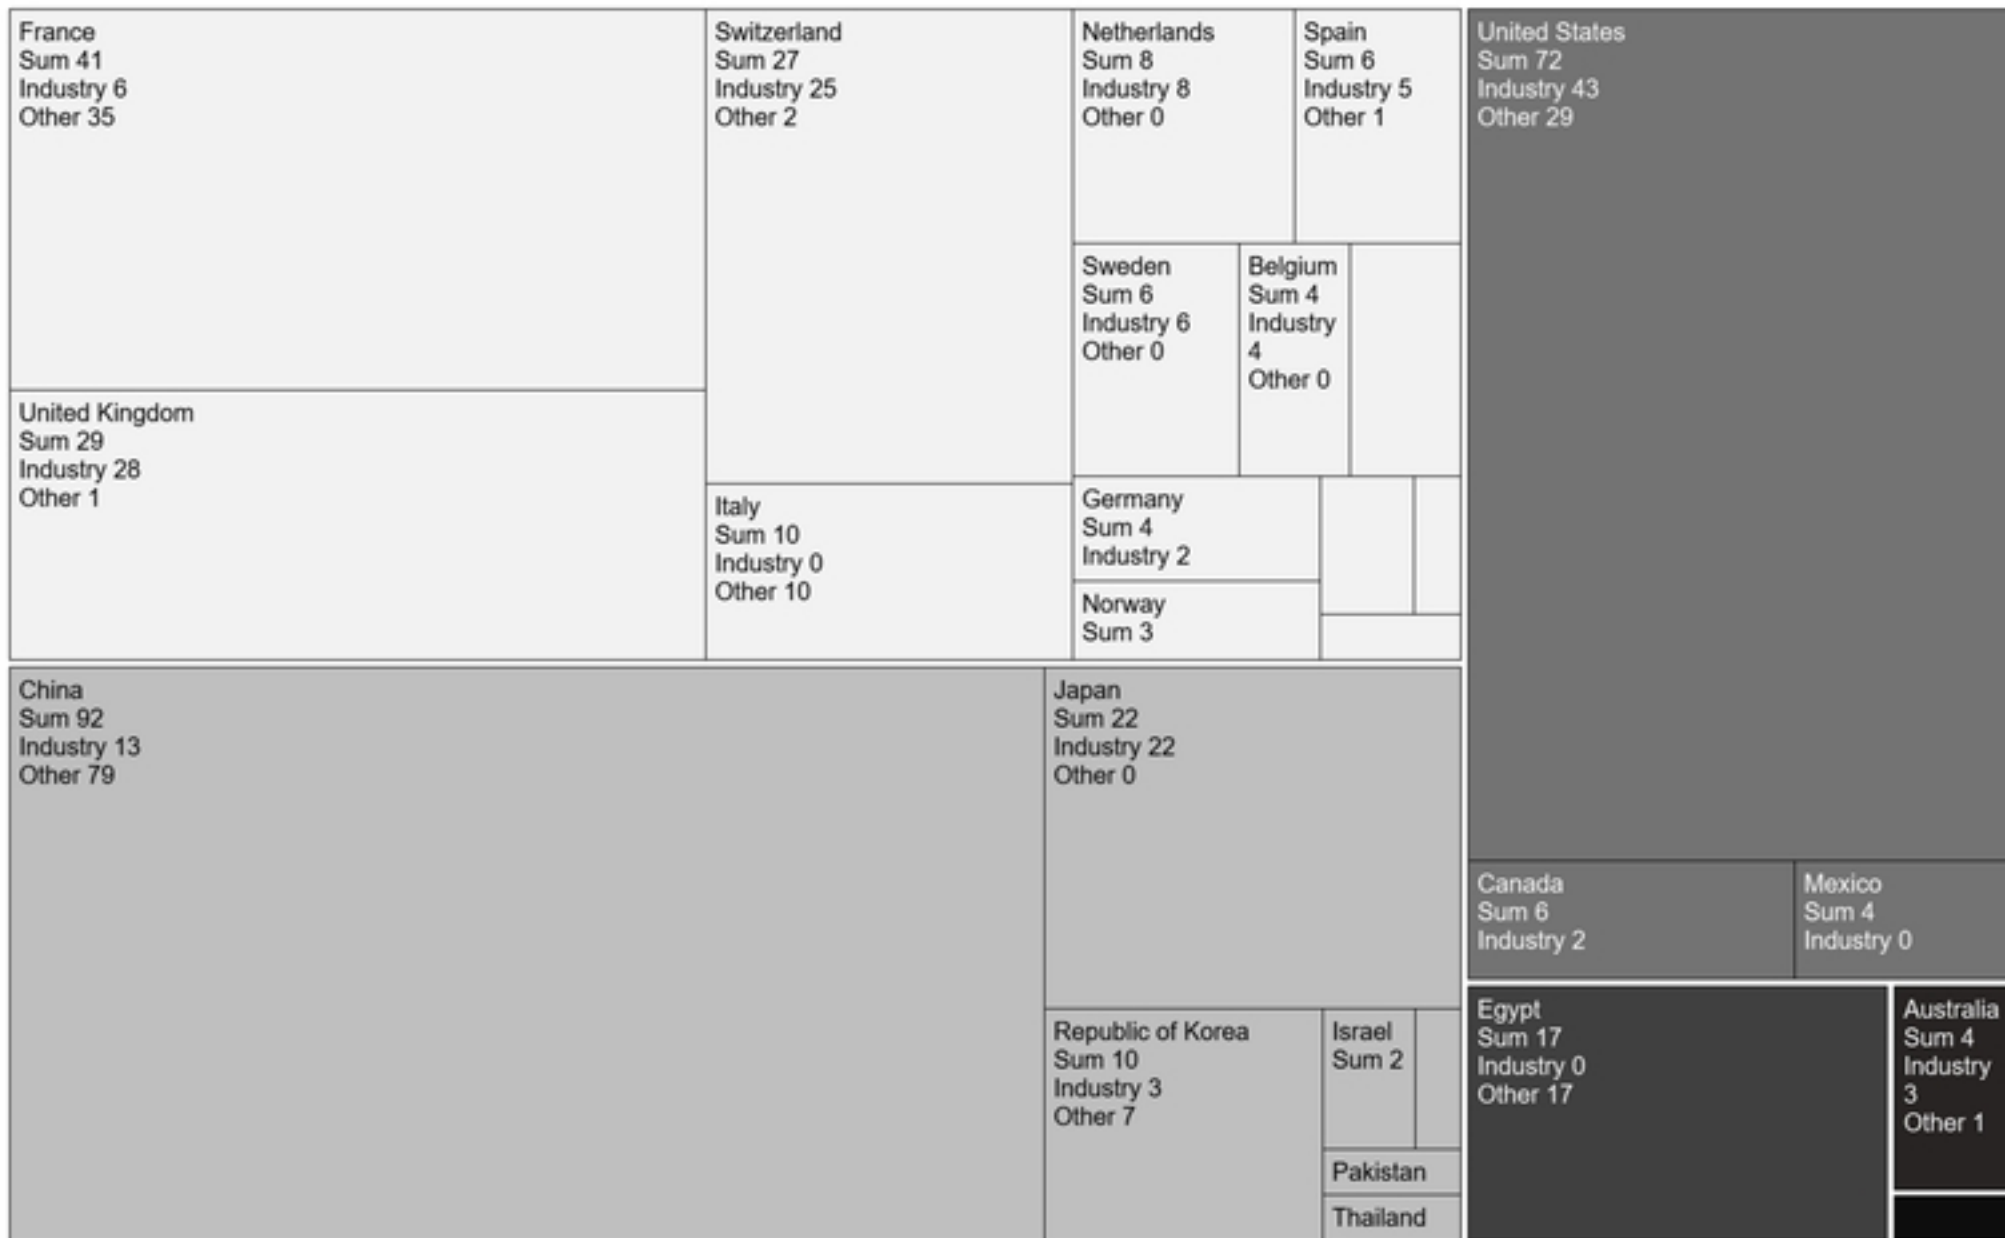 France
Sum 41
Industry 6
Other 35
Switzerland
Sum 27
Industry 25
Other 2
Netherlands
Sum 8
Industry 8
Other 0
Spain
Sum 6
Industry 5
Other 1
United States
Sum 72
Industry 43
Other 29
Sweden
Sum 6
Industry 6
Other 0
Belgium
Sum 4
Industry
4
Other 0
United Kingdom
Sum 29
Industry 28
Other 1
Italy
Sum 10
Industry 0
Other 10
Germany
Sum 4
Industry 2
Norway
Sum 3
China
Sum 92
Industry 13
Other 79
Japan
Sum 22
Industry 22
Other 0
Canada
Sum 6
Industry 2
Mexico
Sum 4
Industry 0
Republic of Korea
Sum 10
Industry 3
Other 7
Israel
Sum 2
Pakistan
Thailand
Egypt
Sum 17
Industry 0
Other 17
Australia
Sum 4
Industry
3
Other 1